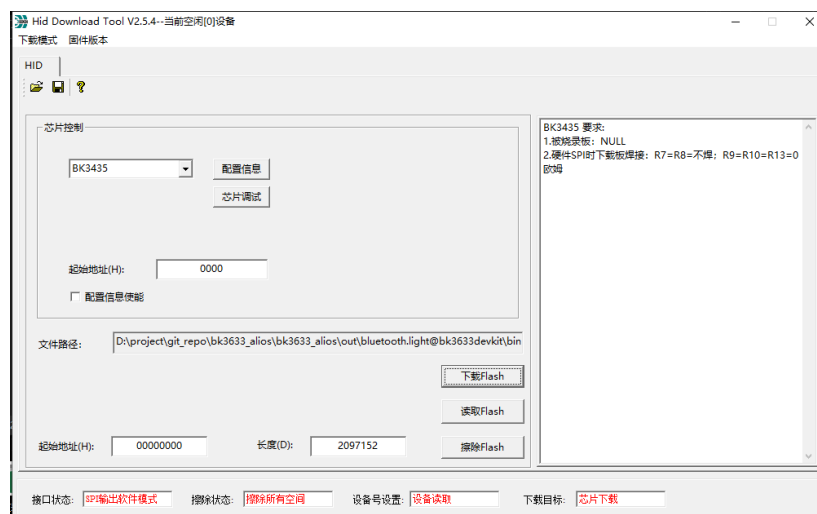 Hid Download Tool V2.5.4--当前空闲[0]设备
下载模式 固件版本
HID
芯片控制
BK3435
配置信息
芯片调试
起始地址(H): 0000
配置信息使能
文件路径: D:\project\git_repo\bk3633_alios\bk3633_alios\out\bluetooth.light@bk3633devkit\bin
下载Flash
读取Flash
起始地址(H): 00000000 长度(D): 2097152 擦除Flash
BK3435 要求:
1.被烧录板: NULL
2.硬件SPI时下载板焊接: R7=R8=不焊; R9=R10=R13=0
欧姆
接口状态: SPI输出软件模式 擦除状态: 擦除所有空间 设备号设置: 设备读取 下载目标: 芯片下载